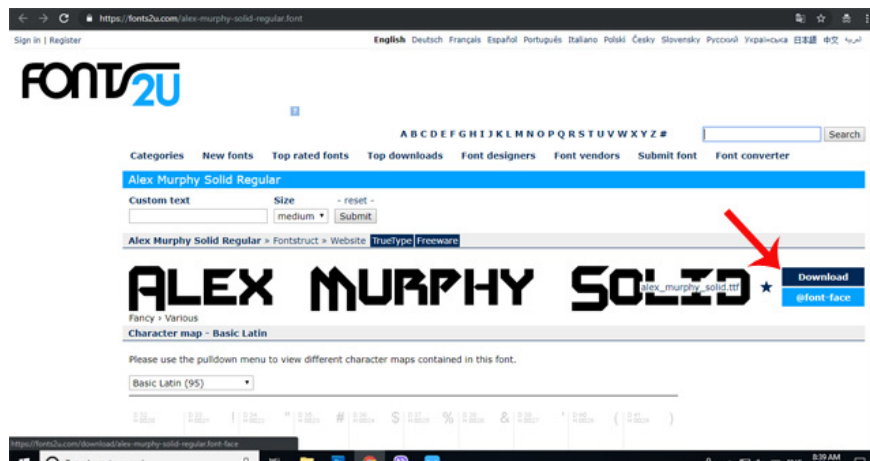 https://fonts2u.com/alex-murphy-solid-regular.font
Sign in | Register
English Deutsch Français Español Português Italiano Polski Česky Slovensky Русский Українська 日本語 中文 العربية
FONTS2U
?
A B C D E F G H I J K L M N O P Q R S T U V W X Y Z #
Search
Categories New fonts Top rated fonts Top downloads Font designers Font vendors Submit font Font converter
Alex Murphy Solid Regular
Custom text Size - reset -
medium Submit
Alex Murphy Solid Regular » Fontstruct » Website TrueType Freeware
Alex Murphy Solid
alex_murphy_solid.ttf
Download
@font-face
Fancy › Various
Character map - Basic Latin
Please use the pulldown menu to view different character maps contained in this font.
Basic Latin (95)
! " # $ % & ' ( )
https://fonts2u.com/download/alex-murphy-solid-regular.font-face
8:39 AM